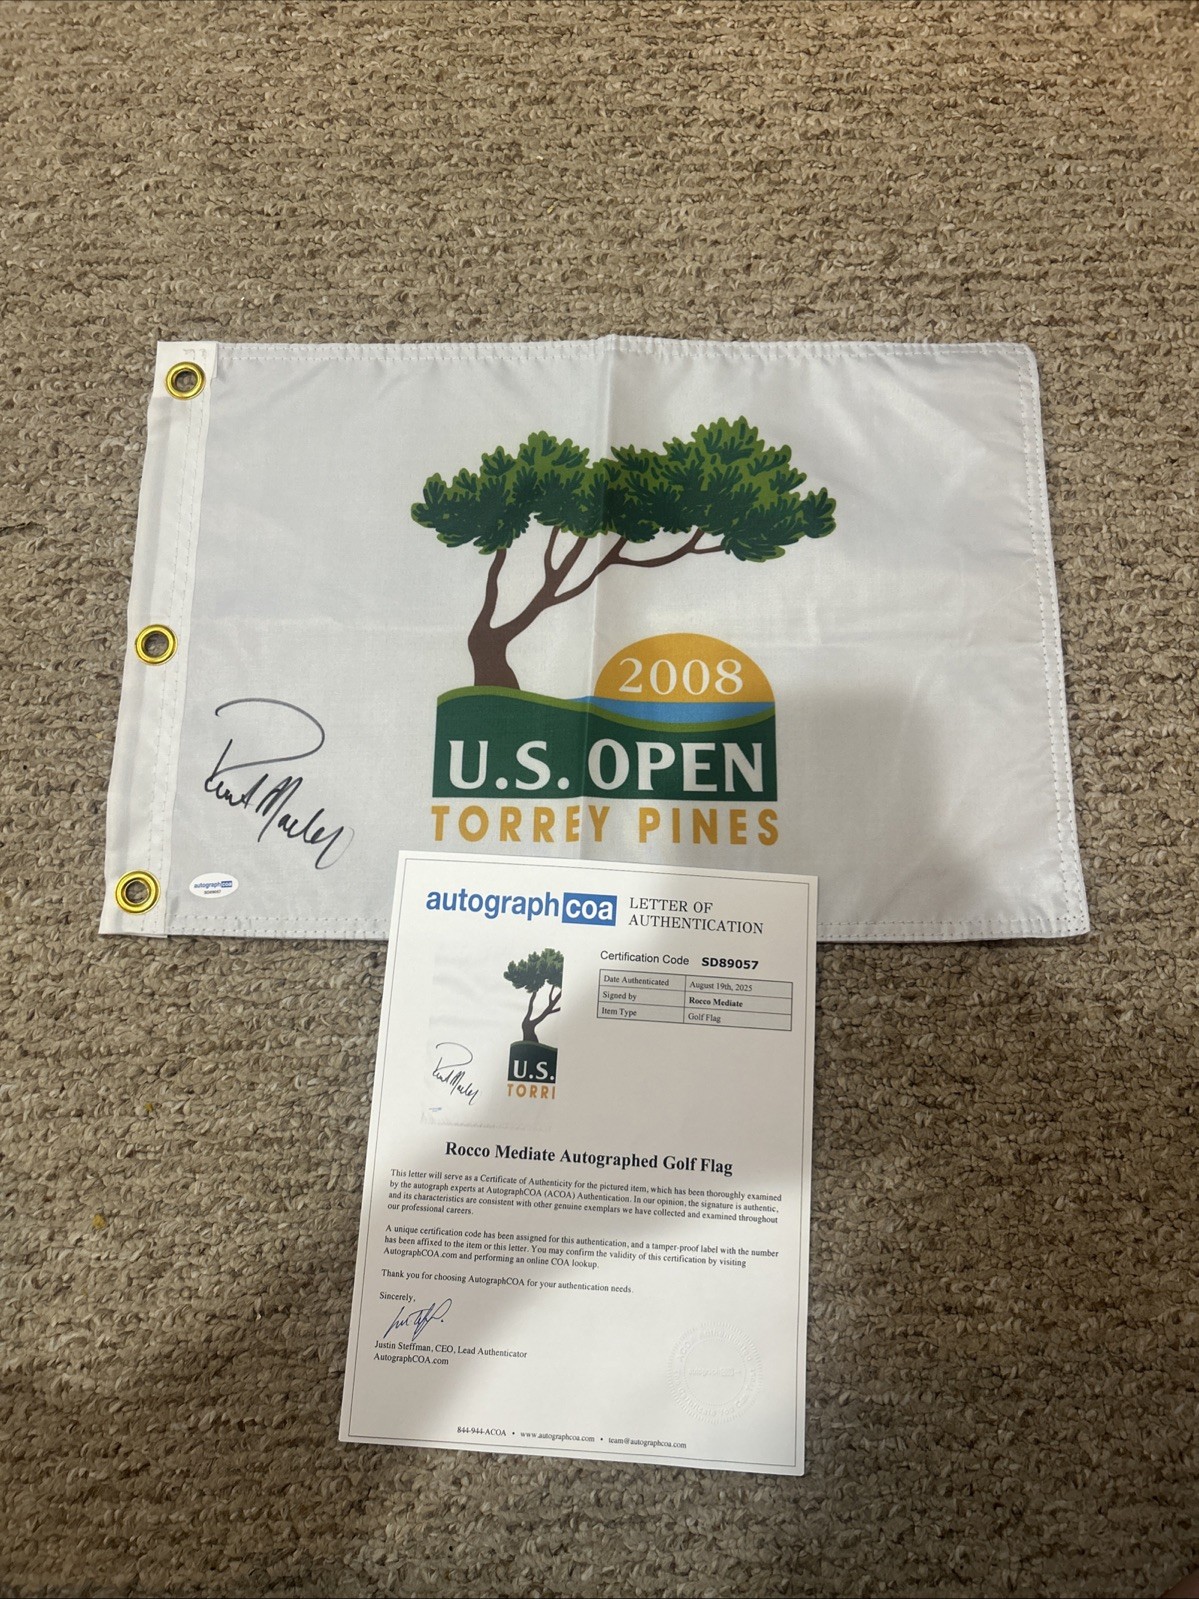 2008
U.S. OPEN
TORREY PINES
autographcoa
autographcoa
LETTER OF
AUTHENTICATION
Certification Code SD89057
Date Authenticated August 19th, 2025
Signed by Rocco Mediate
Item Type Golf Flag
U.S.
TORRI
Rocco Mediate Autographed Golf Flag
This letter will serve as a Certificate of Authenticity for the pictured item, which has been thoroughly examined
by the autograph experts at AutographCOA (ACOA) Authentication. In our opinion, the signature is authentic,
and its characteristics are consistent with other genuine exemplars we have collected and examined throughout
our professional careers.
A unique certification code has been assigned for this authentication, and a tamper-proof label with the number
has been affixed to the item or this letter. You may confirm the validity of this certification by visiting
AutographCOA.com and performing an online COA lookup.
Thank you for choosing AutographCOA for your authentication needs.
Sincerely,
Justin Steffman, CEO, Lead Authenticator
AutographCOA.com
844-944-ACOA • www.autographcoa.com • team@autographcoa.com